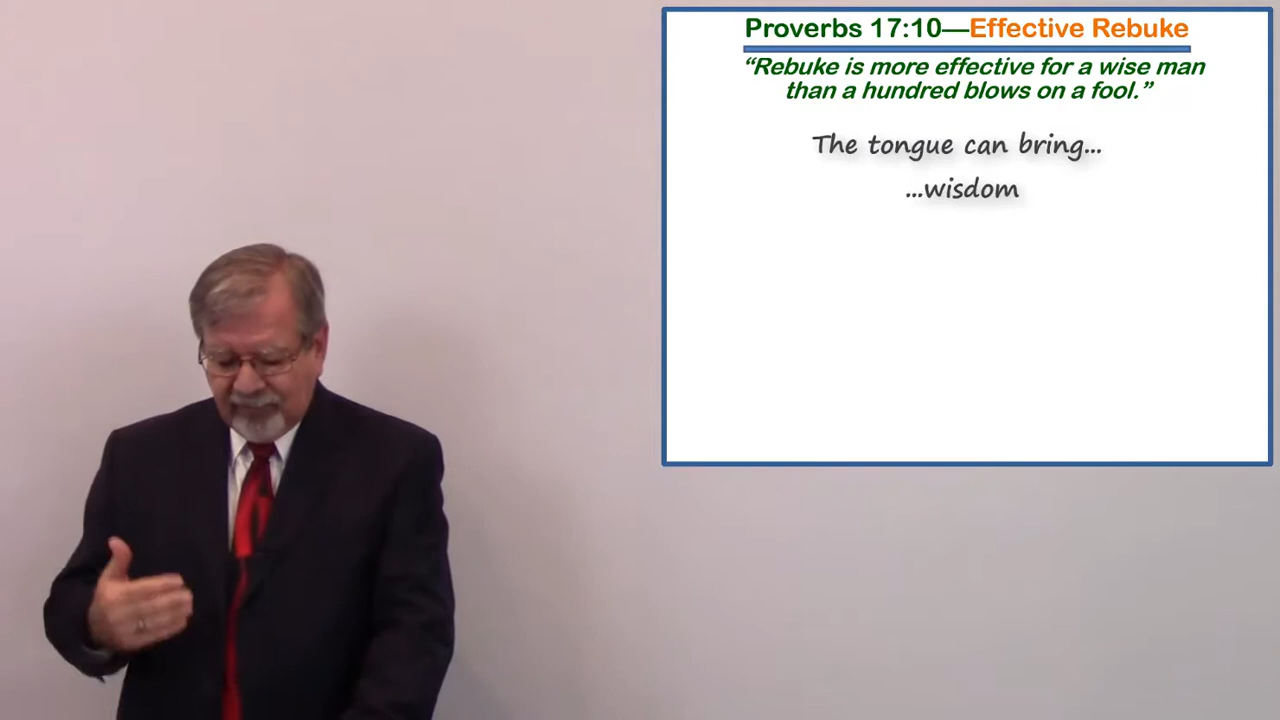 Proverbs 17:10—Effective Rebuke
“Rebuke is more effective for a wise man
than a hundred blows on a fool.”
The tongue can bring...
...wisdom